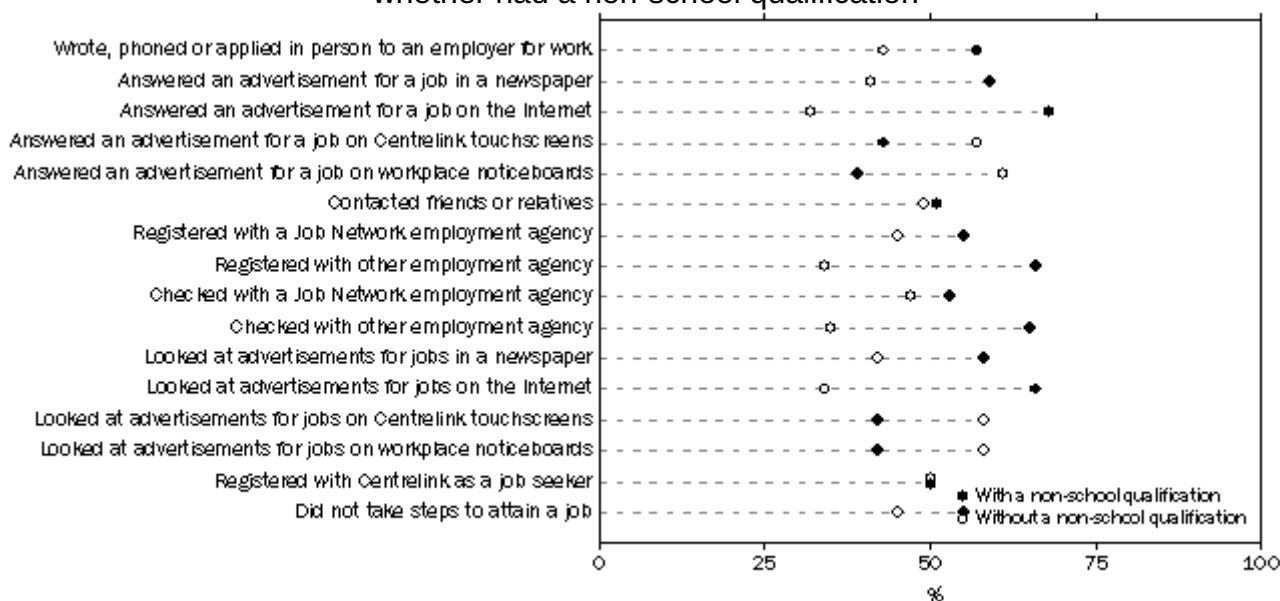 whether had a non-school qualification
Wrote, phoned or applied in person to an employer for work
Answered an advertisement for a job in a newspaper
Answered an advertisement for a job on the Internet
Answered an advertisement for a job on Centrelink touchscreens
Answered an advertisement for a job on workplace noticeboards
Contacted friends or relatives
Registered with a Job Network employment agency
Registered with other employment agency
Checked with a Job Network employment agency
Checked with other employment agency
Looked at advertisements for jobs in a newspaper
Looked at advertisements for jobs on the Internet
Looked at advertisements for jobs on Centrelink touchscreens
Looked at advertisements for jobs on workplace noticeboards
Registered with Centrelink as a job seeker
Did not take steps to attain a job
With a non-school qualification
Without a non-school qualification
0 25 50 75 100
%